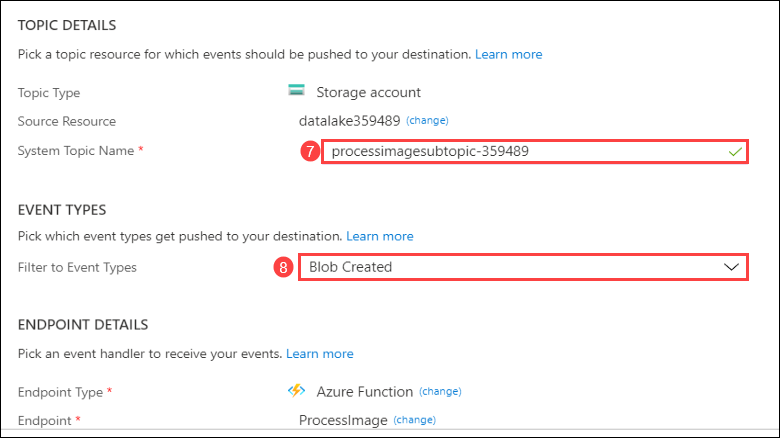 TOPIC DETAILS
Pick a topic resource for which events should be pushed to your destination. Learn more
Topic Type Storage account
Source Resource datalake359489 (change)
System Topic Name * 7 processimagesubtopic-359489
EVENT TYPES
Pick which event types get pushed to your destination. Learn more
Filter to Event Types 8 Blob Created
ENDPOINT DETAILS
Pick an event handler to receive your events. Learn more
Endpoint Type * Azure Function (change)
Endpoint * ProcessImage (change)